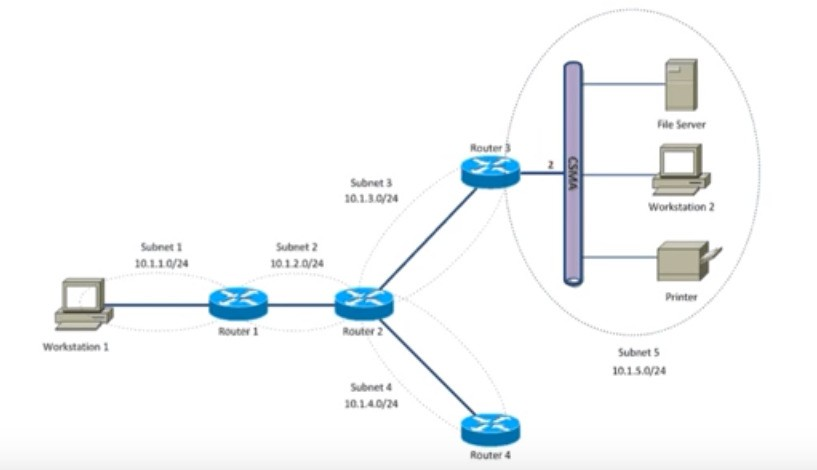 Router 3
2
CSMA
File Server
Workstation 2
Printer
Subnet 3
10.1.3.0/24
Subnet 1
10.1.1.0/24
Subnet 2
10.1.2.0/24
Workstation 1
Router 1
Router 2
Subnet 5
10.1.5.0/24
Subnet 4
10.1.4.0/24
Router 4